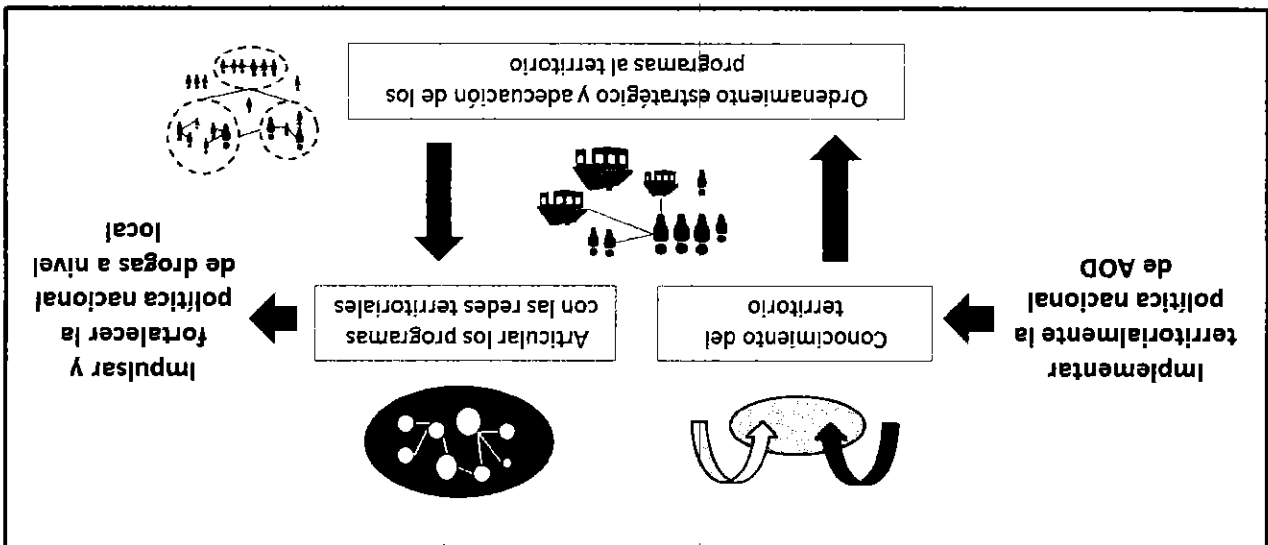 Implementar
territorialmente la
política nacional
de AOD
Conocimiento del
territorio
Ordenamiento estratégico y adecuación de los
programas al territorio
Articular los programas
con las redes territoriales
Impulsar y
fortalecer la
política nacional
de drogas a nivel
local